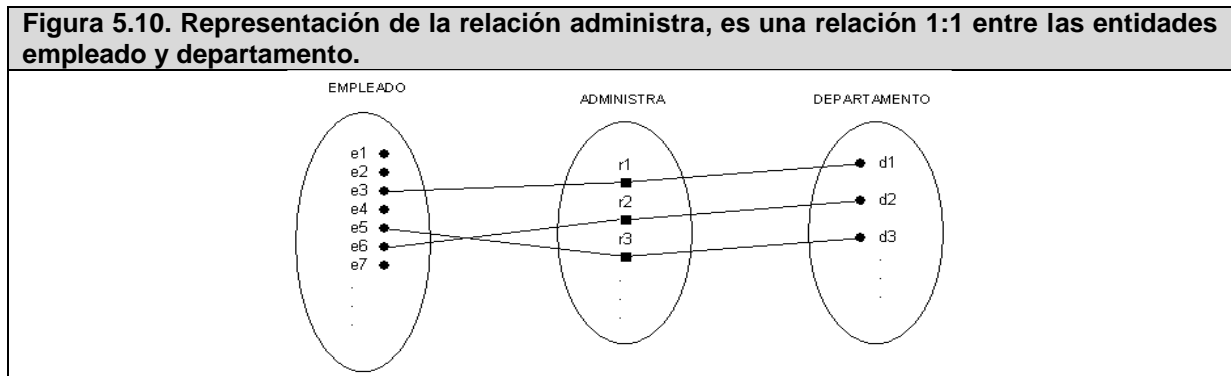 Figura 5.10. Representación de la relación administra, es una relación 1:1 entre las entidades
empleado y departamento.
EMPLEADO
ADMINISTRA
DEPARTAMENTO
e1
e2
e3
e4
e5
e6
e7
.
.
.
r1
r2
r3
.
.
.
d1
d2
d3
.
.
.